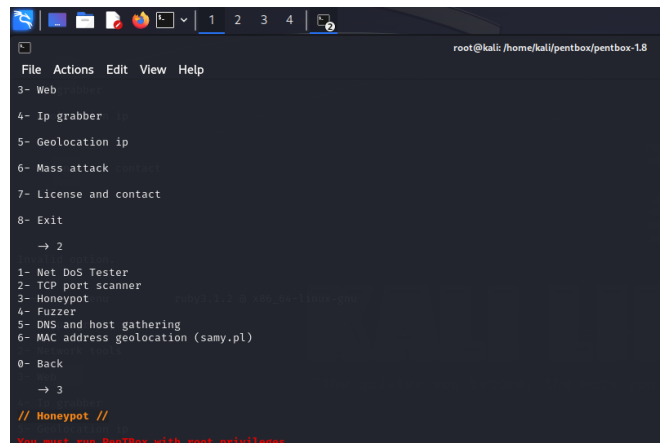 1 2 3 4 2
root@kali: /home/kali/pentbox/pentbox-1.8
File Actions Edit View Help
3- Web
4- Ip grabber
5- Geolocation ip
6- Mass attack
7- License and contact
8- Exit
→ 2
1- Net DoS Tester
2- TCP port scanner
3- Honeypot
4- Fuzzer
5- DNS and host gathering
6- MAC address geolocation (samy.pl)
0- Back
→ 3
// Honeypot //
You must run PenTBox with root privileges